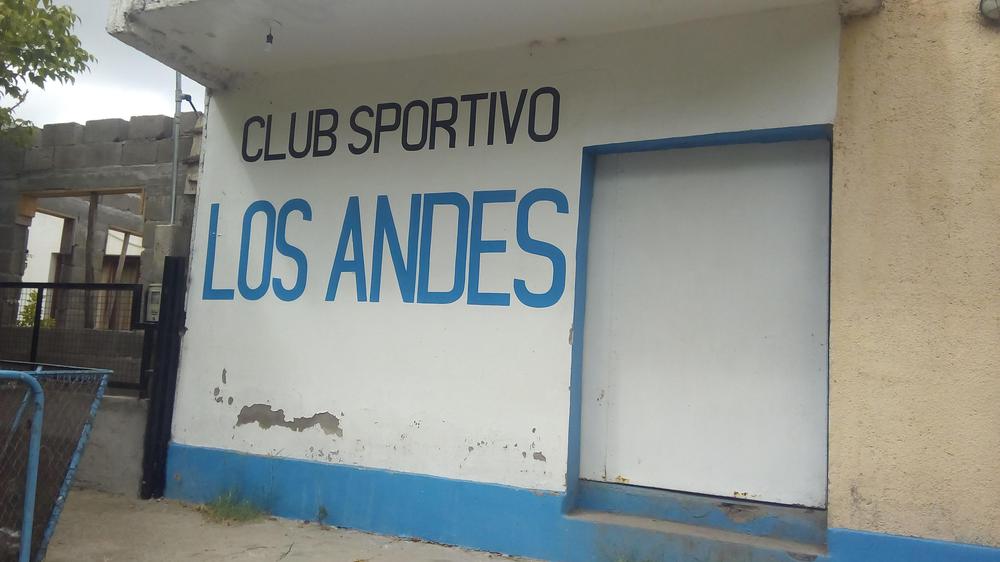 CLUB SPORTIVO
LOS ANDES